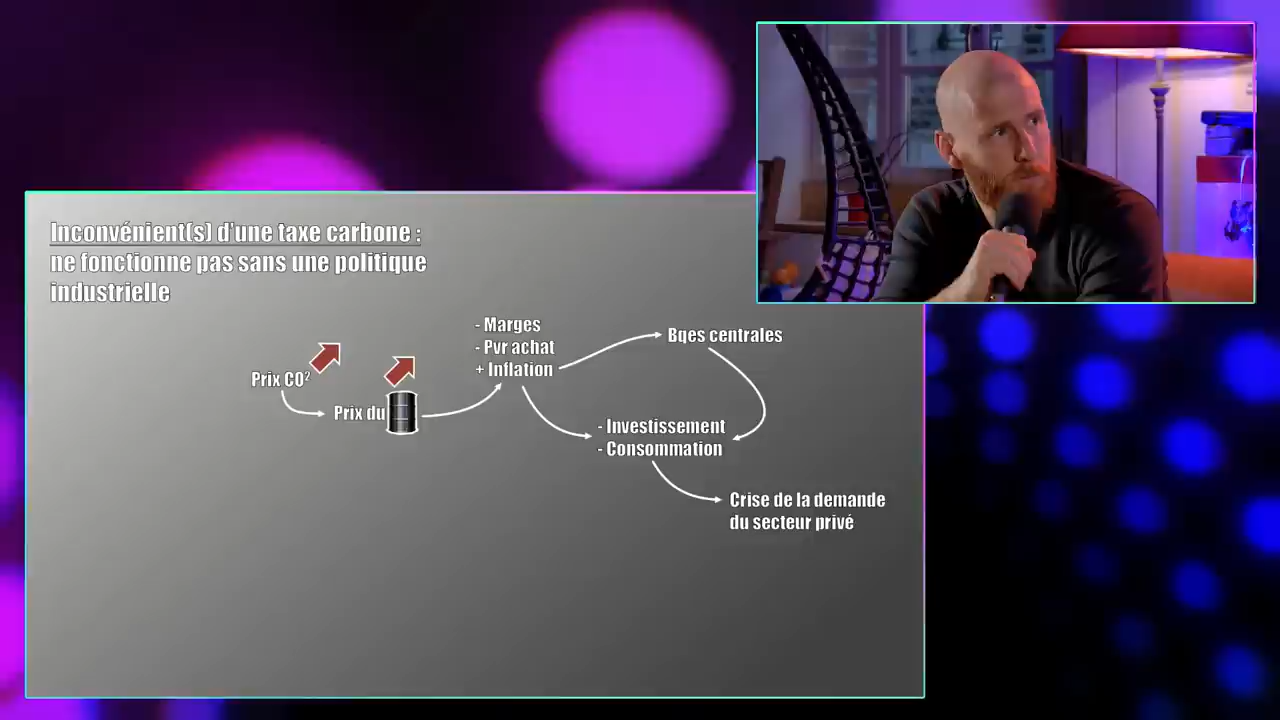 Inconvénient(s) d'une taxe carbone :
ne fonctionne pas sans une politique
industrielle
- Marges
- Pvr achat
+ Inflation
Bqes centrales
Prix CO²
Prix du
- Investissement
- Consommation
Crise de la demande
du secteur privé